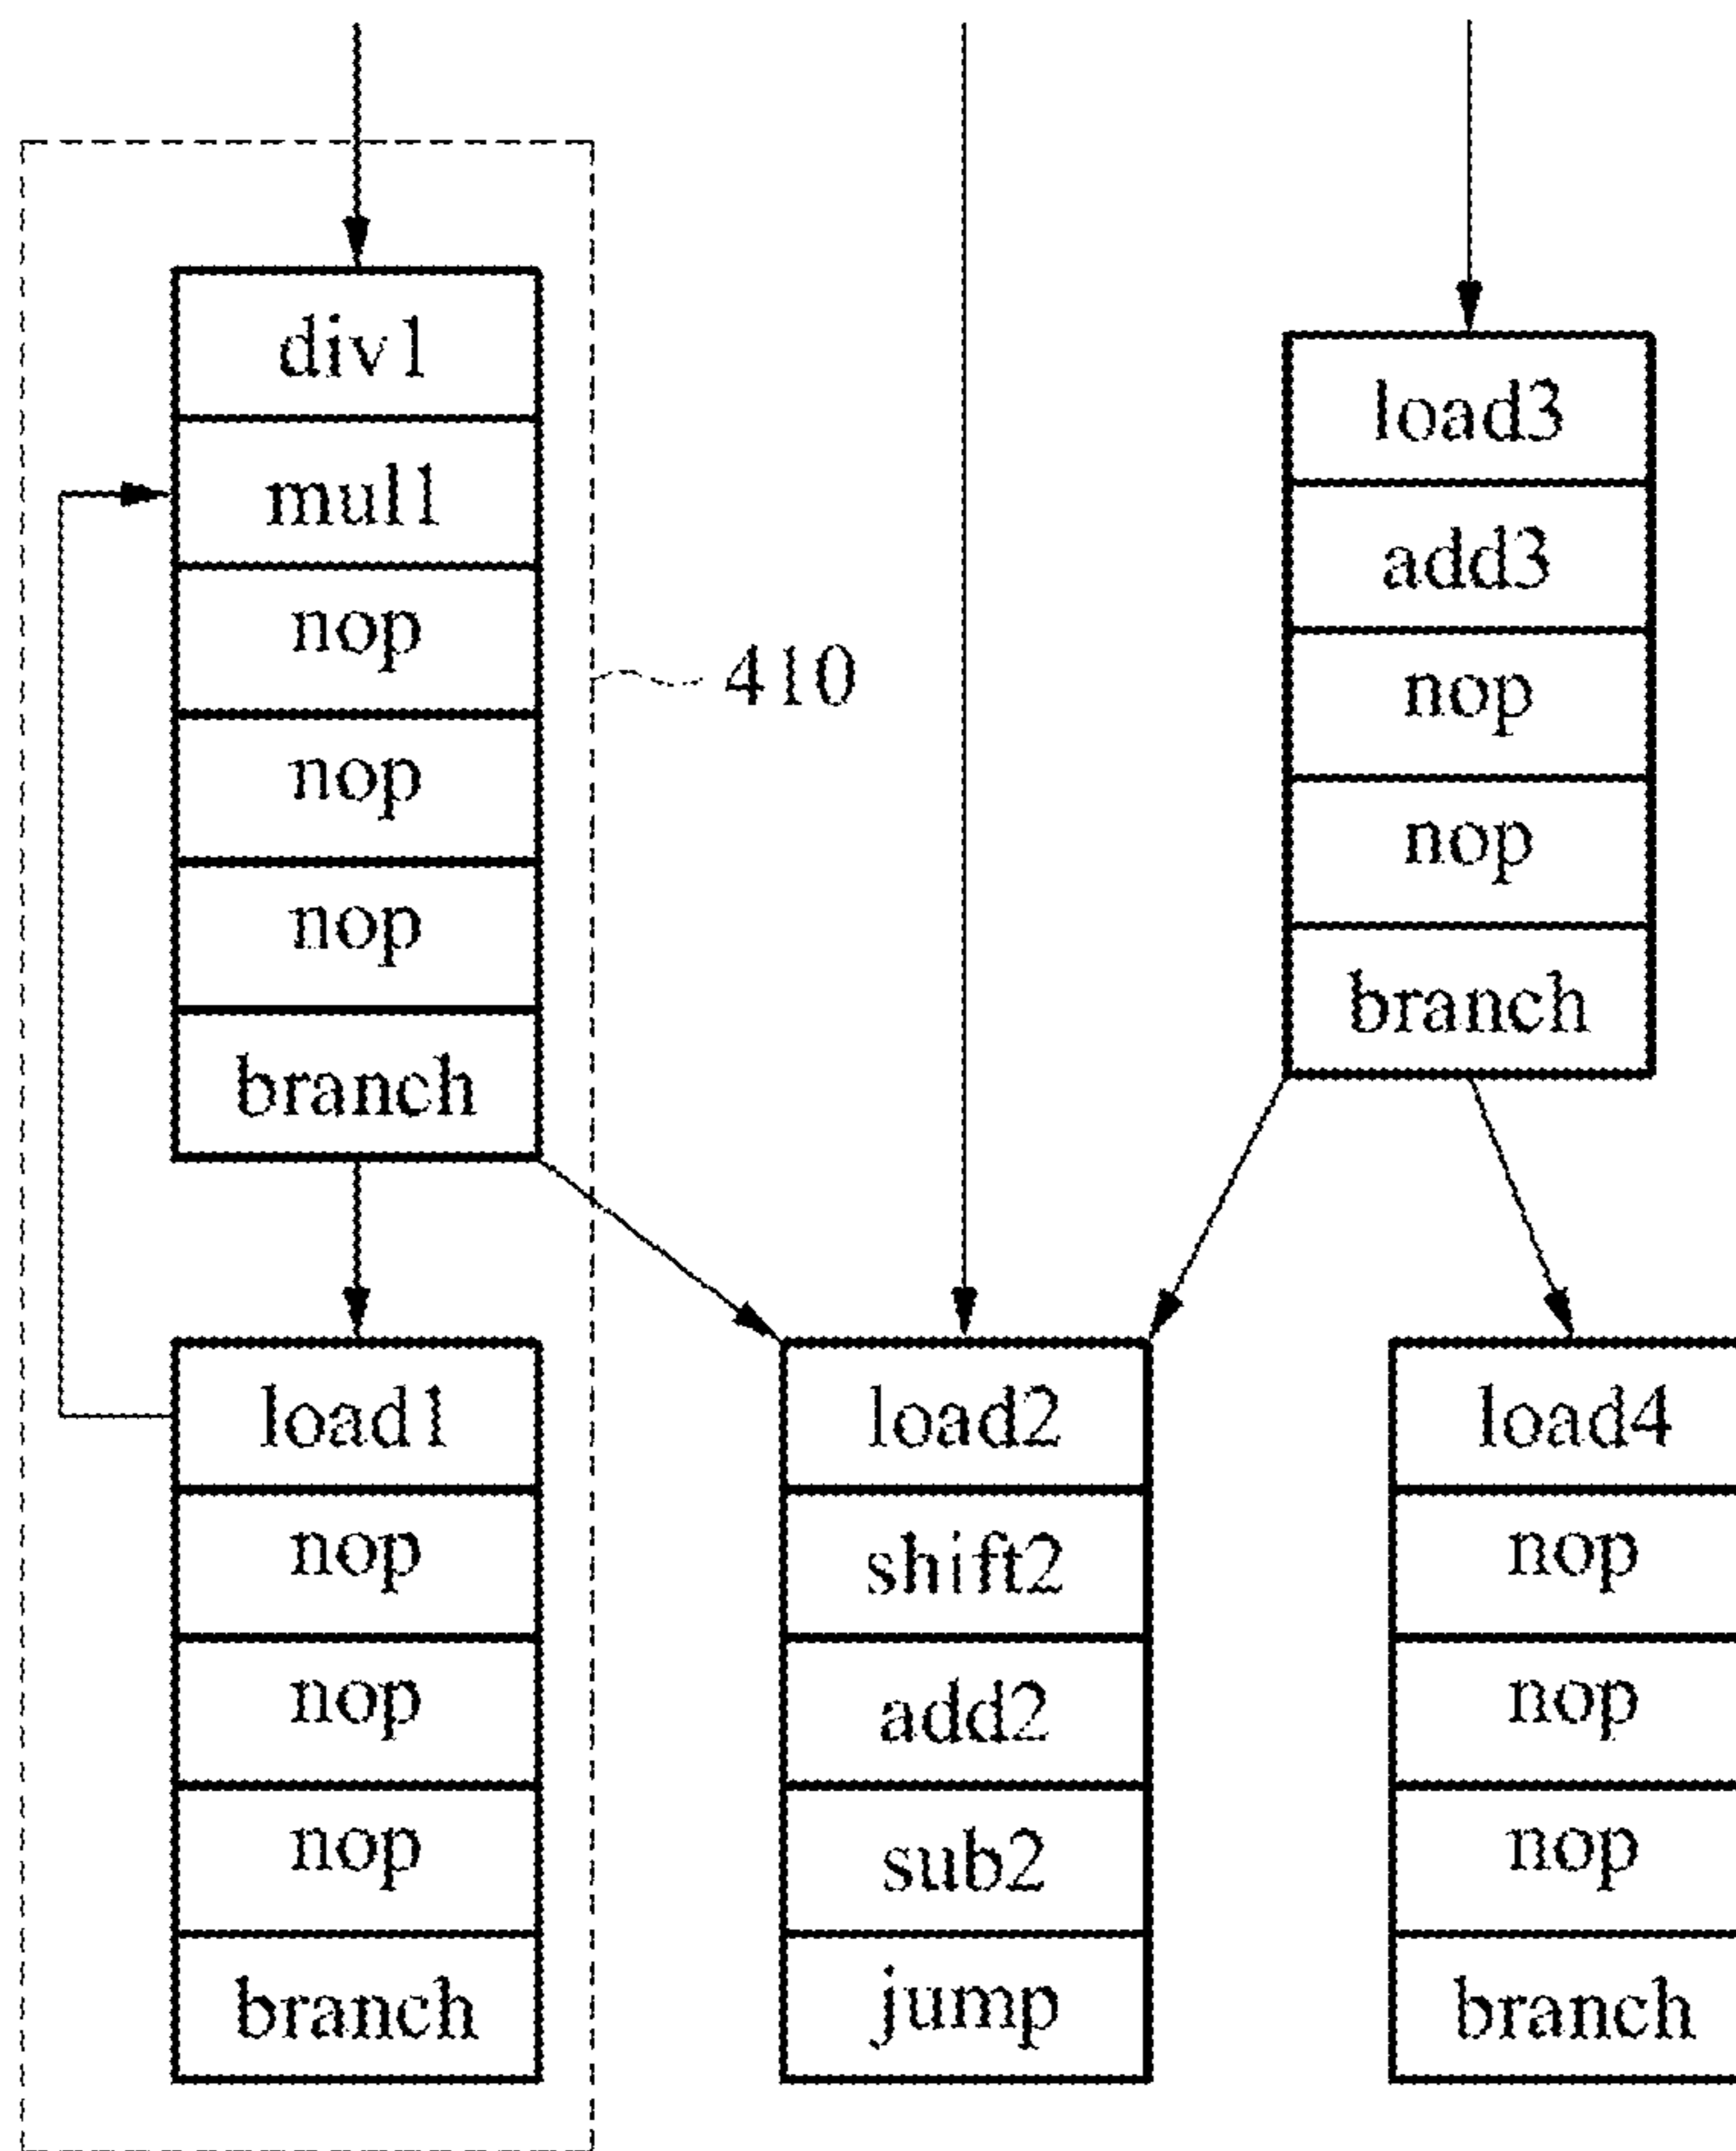 div1
mul1
nop
nop
nop
branch
410
load3
add3
nop
nop
branch
load1
nop
nop
nop
branch
load2
shift2
add2
sub2
jump
load4
nop
nop
nop
branch